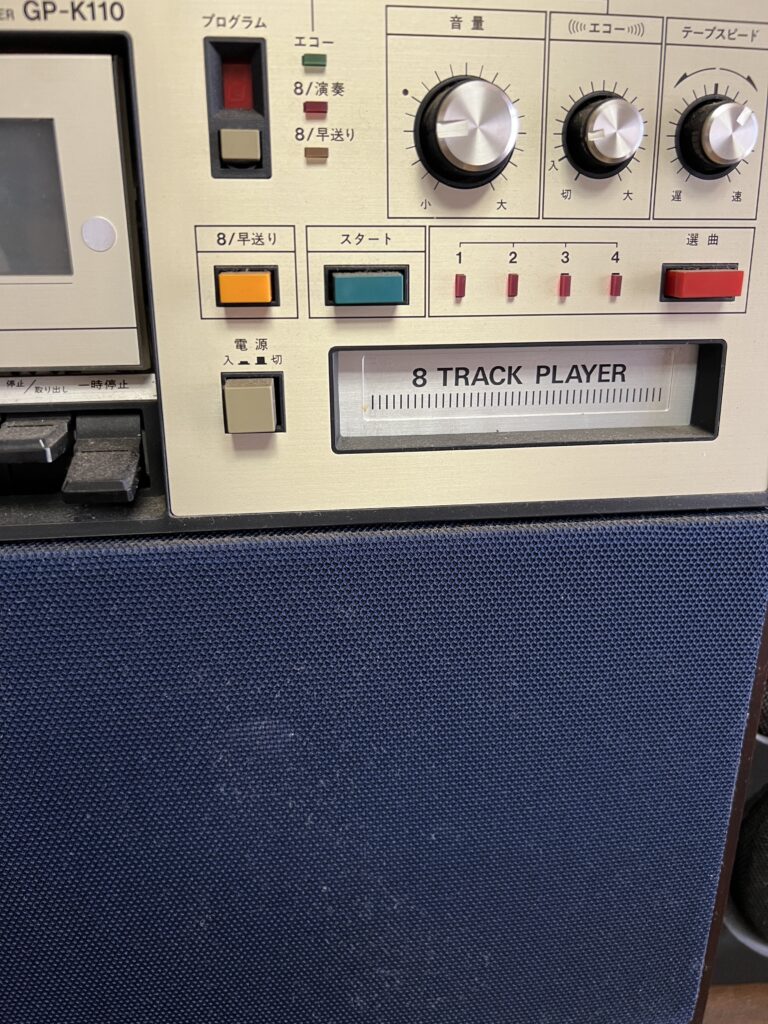 GP-K110
プログラム
エコー
8/演奏
8/早送り
音量
小 大
エコー
入
切 大
テープスピード
遅 速
8/早送り
スタート
1 2 3 4
選曲
電源
入 切
停止/取り出し 一時停止
8 TRACK PLAYER